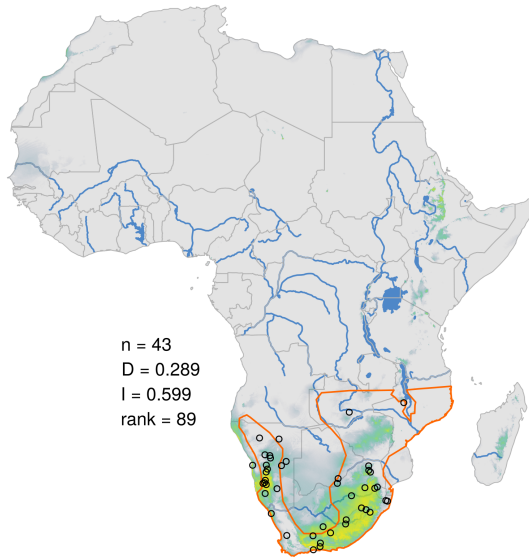 n = 43
D = 0.289
I = 0.599
rank = 89